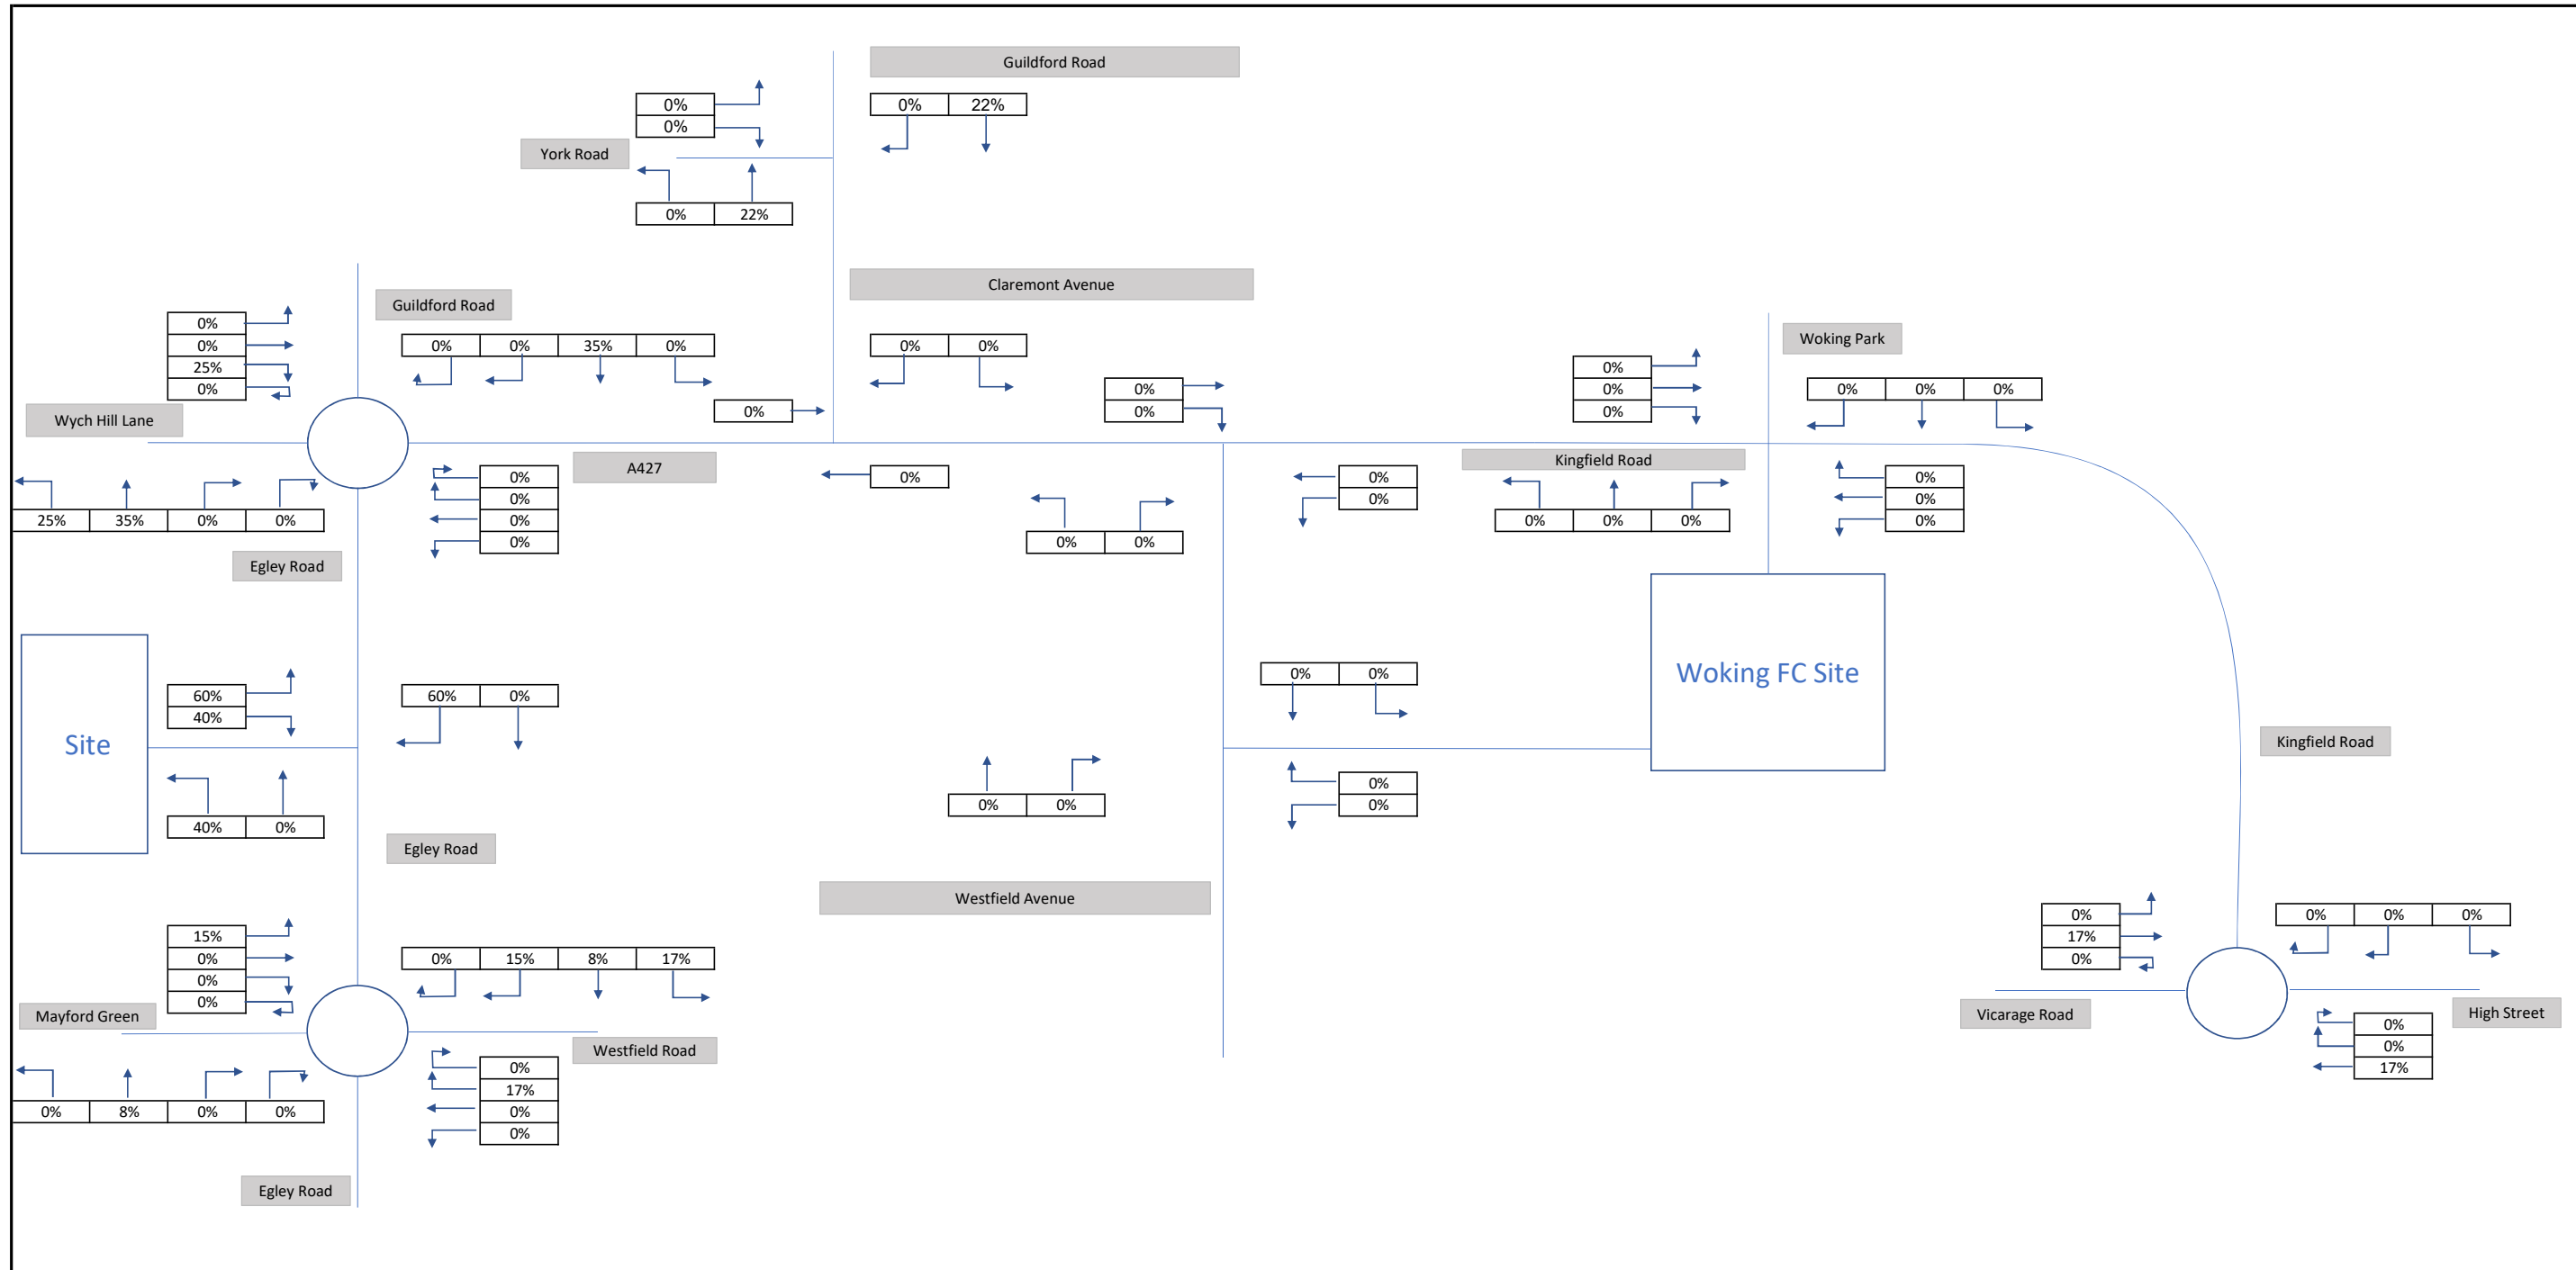 Guildford Road
0%
0%
0% 22%
York Road
0% 22%
Claremont Avenue
Guildford Road
0%
0%
25%
0%
0% 0% 35% 0%
0% 0%
0%
0%
0%
Woking Park
0%
0%
0%
0% 0% 0%
Wych Hill Lane
A427
0%
0%
0%
0%
0%
0%
0%
Kingfield Road
0%
0%
0%
25% 35% 0% 0%
0% 0%
0% 0% 0%
Egley Road
Site
60%
40%
60% 0%
0% 0%
Woking FC Site
Kingfield Road
40% 0%
0% 0%
0%
0%
Egley Road
Westfield Avenue
15%
0%
0%
0%
0% 15% 8% 17%
0%
17%
0%
0% 0% 0%
Mayford Green
Westfield Road
Vicarage Road
High Street
0%
17%
0%
0%
0%
0%
17%
0% 8% 0% 0%
Egley Road